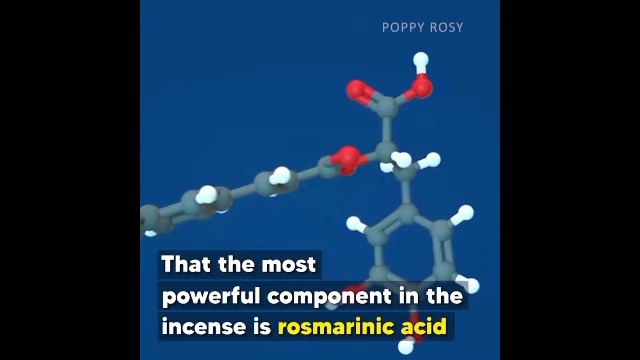 POPPY ROSY
That the most
powerful component in the
incense is rosmarinic acid